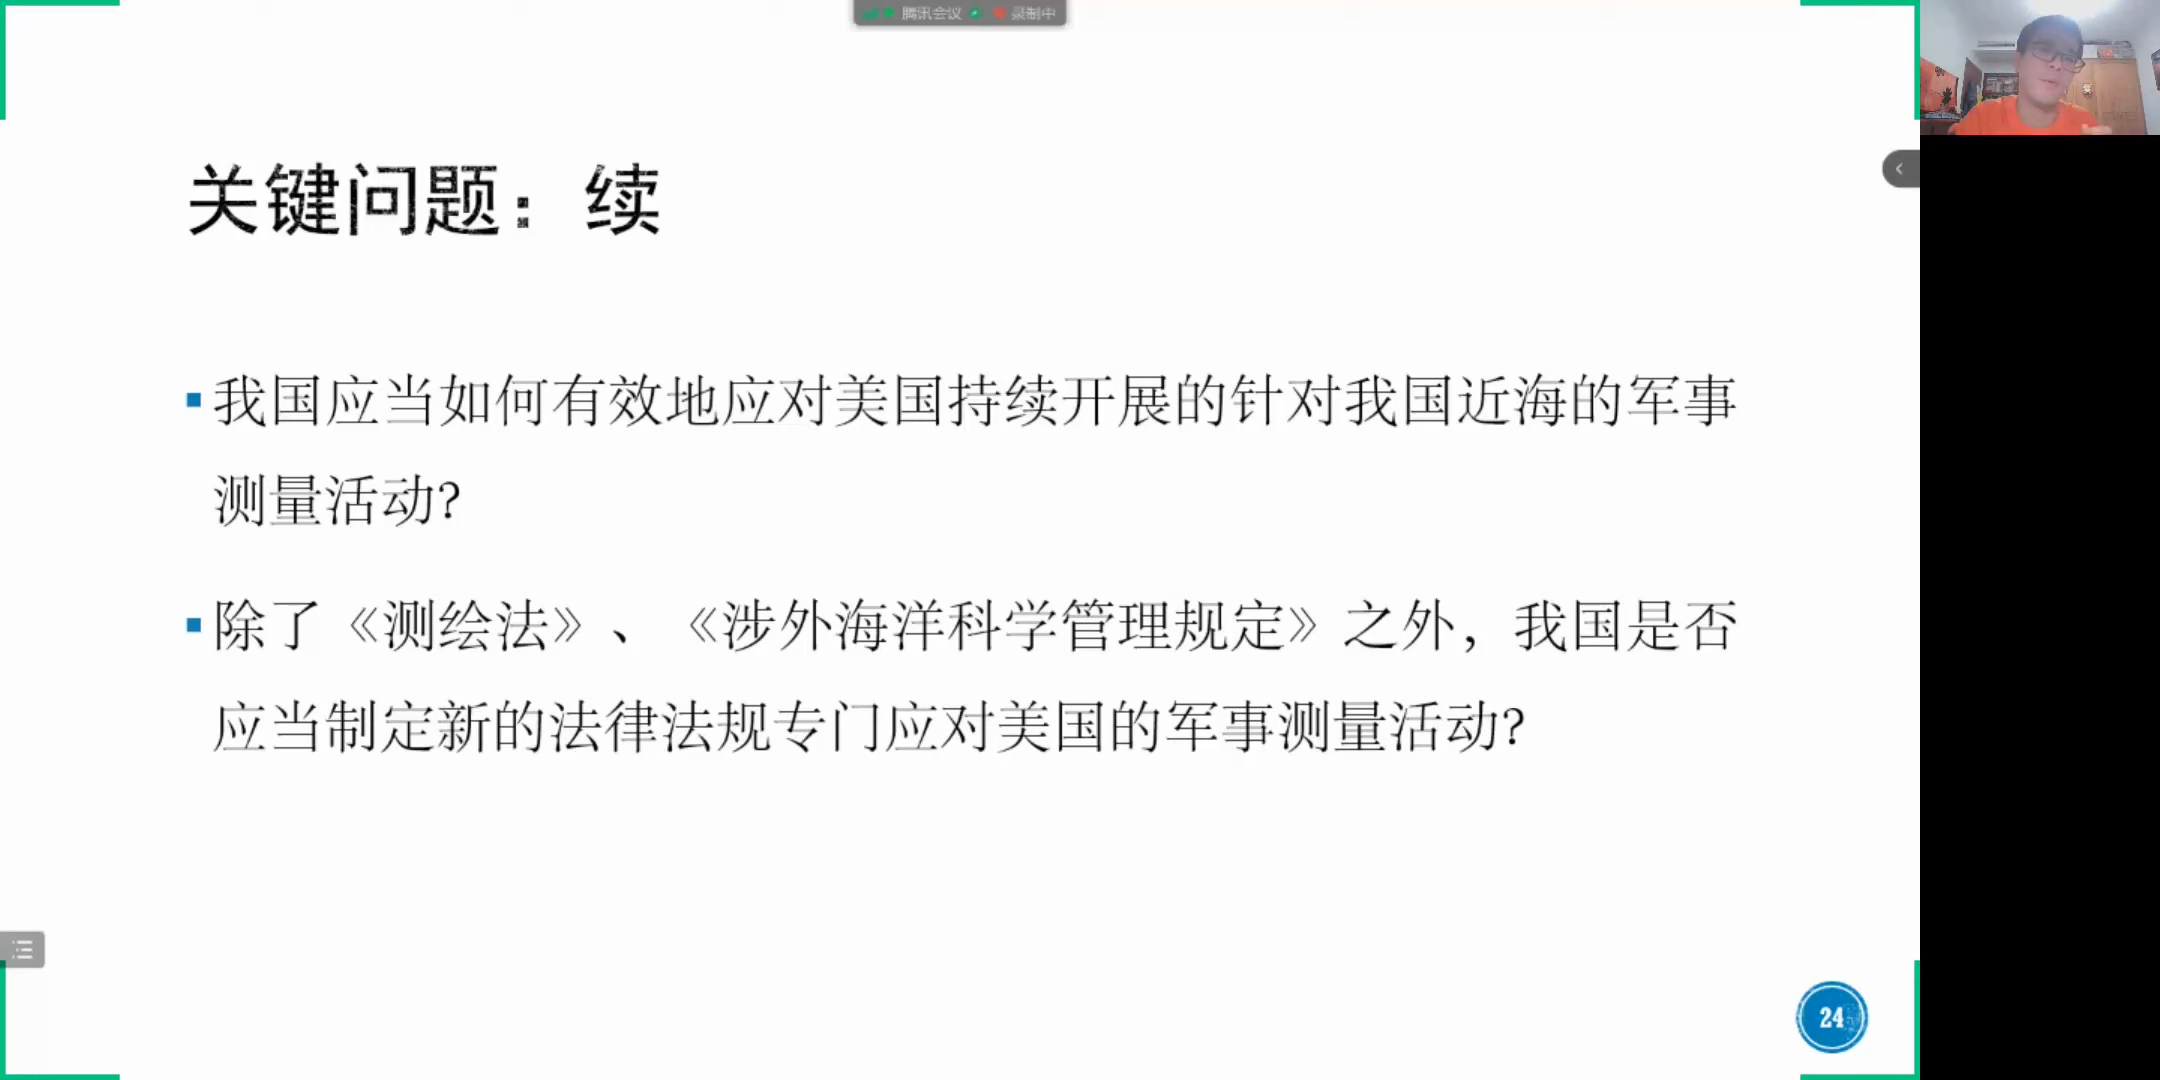 腾讯会议 录制中
关键问题：续
我国应当如何有效地应对美国持续开展的针对我国近海的军事
测量活动?
除了《测绘法》、《涉外海洋科学管理规定》之外，我国是否
应当制定新的法律法规专门应对美国的军事测量活动?
24